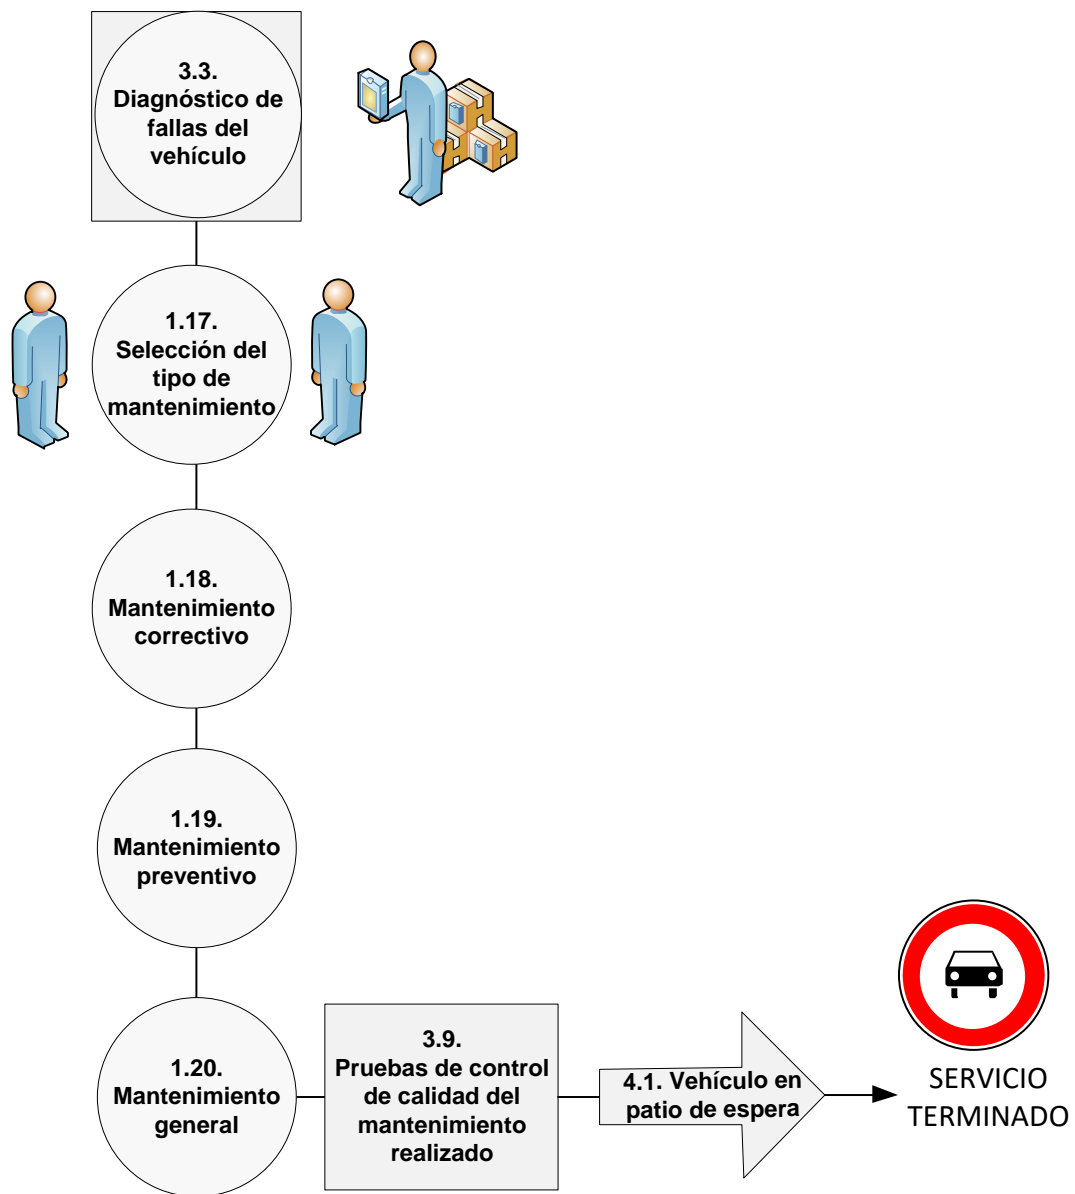 3.3.
Diagnóstico de
fallas del
vehículo
1.17.
Selección del
tipo de
mantenimiento
1.18.
Mantenimiento
correctivo
1.19.
Mantenimiento
preventivo
1.20.
Mantenimiento
general
3.9.
Pruebas de control
de calidad del
mantenimiento
realizado
4.1. Vehículo en
patio de espera
SERVICIO
TERMINADO